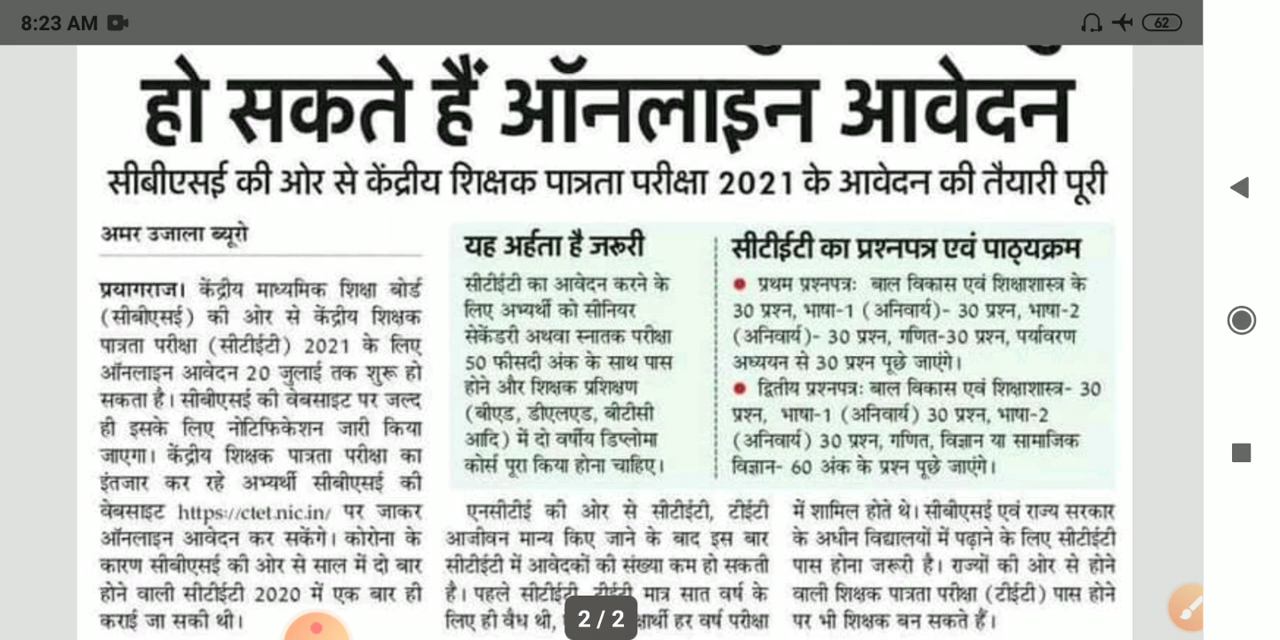 8:23 AM
62
हो सकते हैं ऑनलाइन आवेदन
सीबीएसई की ओर से केंद्रीय शिक्षक पात्रता परीक्षा 2021 के आवेदन की तैयारी पूरी
अमर उजाला ब्यूरो
प्रयागराज। केंद्रीय माध्यमिक शिक्षा बोर्ड
(सीबीएसई) की ओर से केंद्रीय शिक्षक
पात्रता परीक्षा (सीटीईटी) 2021 के लिए
ऑनलाइन आवेदन 20 जुलाई तक शुरू हो
सकता है। सीबीएसई की वेबसाइट पर जल्द
ही इसके लिए नोटिफिकेशन जारी किया
जाएगा। केंद्रीय शिक्षक पात्रता परीक्षा का
इंतजार कर रहे अभ्यर्थी सीबीएसई की
वेबसाइट https://ctet.nic.in/ पर जाकर
ऑनलाइन आवेदन कर सकेंगे। कोरोना के
कारण सीबीएसई की ओर से साल में दो बार
होने वाली सीटीईटी 2020 में एक बार ही
कराई जा सकी थी।
यह अर्हता है जरूरी
सीटीईटी का आवेदन करने के
लिए अभ्यर्थी को सीनियर
सेकेंडरी अथवा स्नातक परीक्षा
50 फीसदी अंक के साथ पास
होने और शिक्षक प्रशिक्षण
(बीएड, डीएलएड, बीटीसी
आदि) में दो वर्षीय डिप्लोमा
कोर्स पूरा किया होना चाहिए।
सीटीईटी का प्रश्नपत्र एवं पाठ्यक्रम
● प्रथम प्रश्नपत्रः बाल विकास एवं शिक्षाशास्त्र के
30 प्रश्न, भाषा-1 (अनिवार्य)- 30 प्रश्न, भाषा-2
(अनिवार्य)- 30 प्रश्न, गणित-30 प्रश्न, पर्यावरण
अध्ययन से 30 प्रश्न पूछे जाएंगे।
● द्वितीय प्रश्नपत्रः बाल विकास एवं शिक्षाशास्त्र- 30
प्रश्न, भाषा-1 (अनिवार्य) 30 प्रश्न, भाषा-2
(अनिवार्य) 30 प्रश्न, गणित, विज्ञान या सामाजिक
विज्ञान- 60 अंक के प्रश्न पूछे जाएंगे।
एनसीटीई की ओर से सीटीईटी, टीईटी
आजीवन मान्य किए जाने के बाद इस बार
सीटीईटी में आवेदकों की संख्या कम हो सकती
है। पहले सीटीईटी, टीईटी मात्र सात वर्ष के
लिए ही वैध थी, हर वर्ष परीक्षा
में शामिल होते थे। सीबीएसई एवं राज्य सरकार
के अधीन विद्यालयों में पढ़ाने के लिए सीटीईटी
पास होना जरूरी है। राज्यों की ओर से होने
वाली शिक्षक पात्रता परीक्षा (टीईटी) पास होने
पर भी शिक्षक बन सकते हैं।
2 / 2